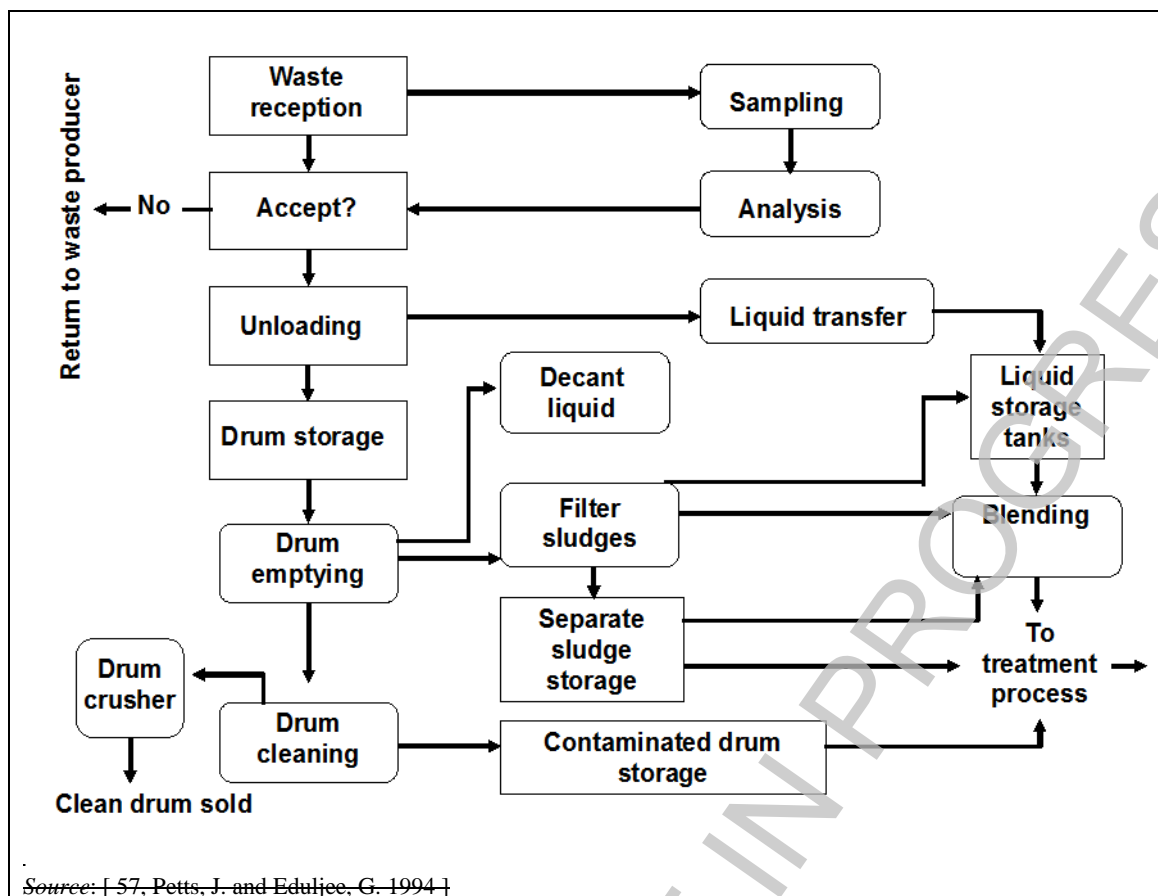 Waste
reception
Sampling
Return to waste producer
No
Accept?
Analysis
Unloading
Liquid transfer
Decant
liquid
Liquid
storage
tanks
Drum storage
Drum
emptying
Filter
sludges
Blending
Separate
sludge
storage
To
treatment
process
Drum
crusher
Drum
cleaning
Contaminated drum
storage
Clean drum sold
.
Source: [ 57, Petts, J. and Eduljee, G. 1994 ]
IN PROGRES